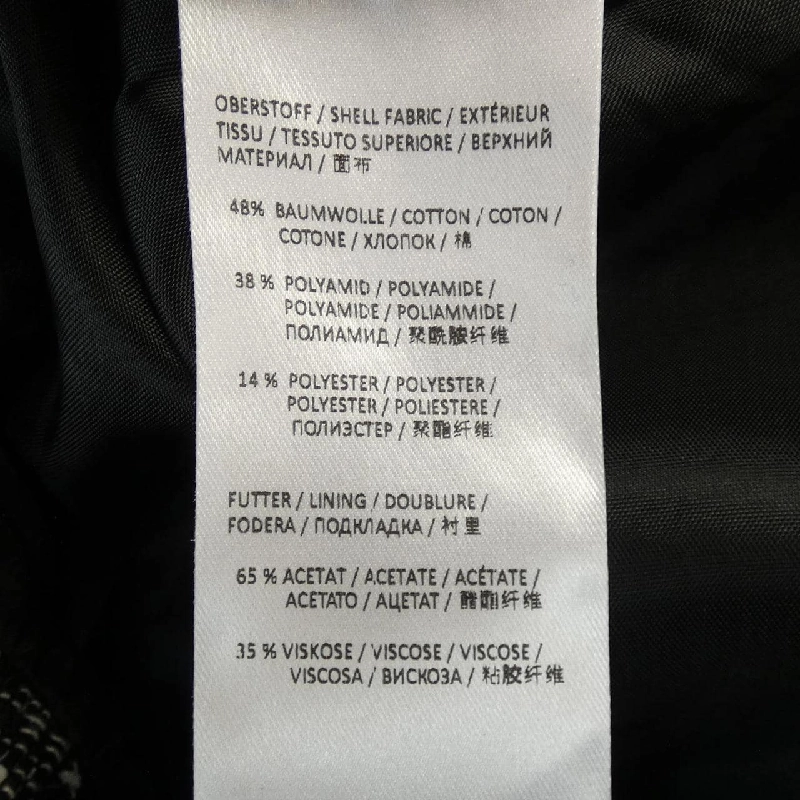 OBERSTOFF / SHELL FABRIC / EXTÉRIEUR
TISSU / TESSUTO SUPERIORE / ВЕРХНИЙ
МАТЕРИАЛ / 面布
48% BAUMWOLLE / COTTON / COTON /
COTONE / ХЛОПОК / 棉
38 % POLYAMID / POLYAMIDE /
POLYAMIDE / POLIAMMIDE /
ПОЛИАМИД / 聚酰胺纤维
14 % POLYESTER / POLYESTER /
POLYESTER / POLIESTERE /
ПОЛИЭСТЕР / 聚酯纤维
FUTTER / LINING / DOUBLURE /
FODERA / ПОДКЛАДКА / 衬里
65 % ACETAT / ACETATE / ACÉTATE /
ACETATO / АЦЕТАТ / 醋酯纤维
35 % VISKOSE / VISCOSE / VISCOSE /
VISCOSA / ВИСКОЗА / 粘胶纤维